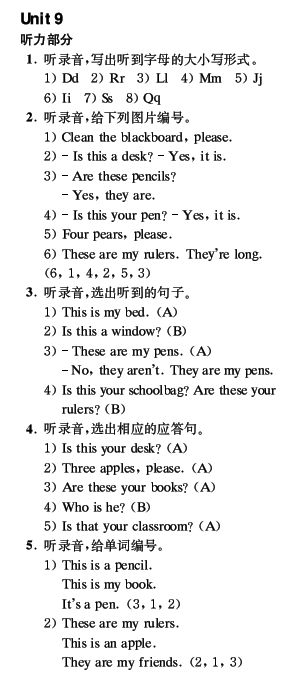 Unit 9
听力部分
1. 听录音,写出听到字母的大小写形式。
1) Dd 2) Rr 3) Ll 4) Mm 5) Jj
6) Ii 7) Ss 8) Qq
2. 听录音,给下列图片编号。
1) Clean the blackboard, please.
2) - Is this a desk? - Yes, it is.
3) - Are these pencils?
- Yes, they are.
4) - Is this your pen? - Yes, it is.
5) Four pears, please.
6) These are my rulers. They're long.
(6, 1, 4, 2, 5, 3)
3. 听录音,选出听到的句子。
1) This is my bed. (A)
2) Is this a window? (B)
3) - These are my pens. (A)
- No, they aren't. They are my pens.
4) Is this your schoolbag? Are these your
rulers? (B)
4. 听录音,选出相应的应答句。
1) Is this your desk? (A)
2) Three apples, please. (A)
3) Are these your books? (A)
4) Who is he? (B)
5) Is that your classroom? (A)
5. 听录音,给单词编号。
1) This is a pencil.
This is my book.
It's a pen. (3, 1, 2)
2) These are my rulers.
This is an apple.
They are my friends. (2, 1, 3)